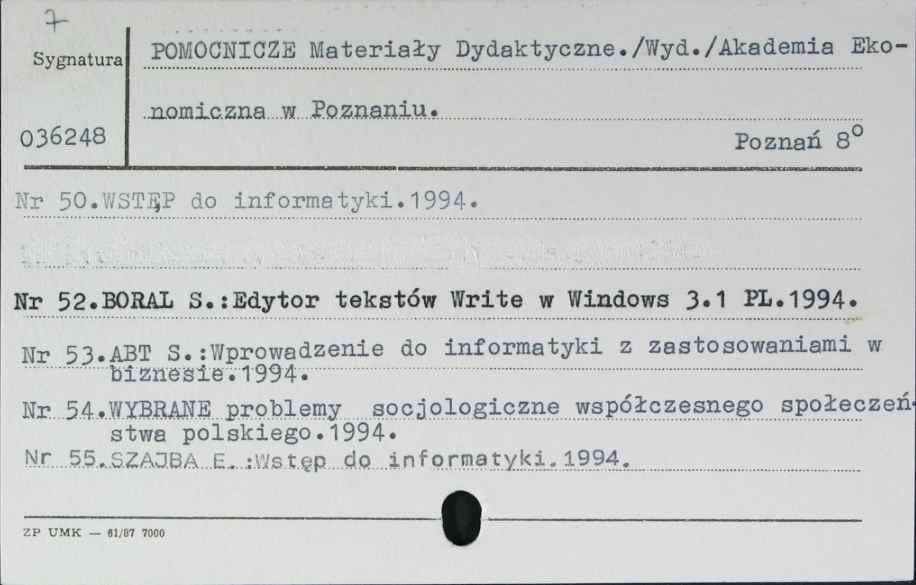 7
Sygnatura
POMOCNICZE Materiały Dydaktyczne./Wyd./Akademia Eko-
nomiczna w Poznaniu.
036248
Poznań 8°
Nr 50.WSTĘP do informatyki.1994.
Nr 52.BORAL S.:Edytor tekstów Write w Windows 3.1 PL.1994.
Nr 53.ABT S.:Wprowadzenie do informatyki z zastosowaniami w
biznesie.1994.
Nr 54.WYBRANE problemy socjologiczne współczesnego społeczeń-
stwa polskiego.1994.
Nr 55.SZAJBA E.:Wstęp do informatyki.1994.
ZP UMK — 61/87 7000